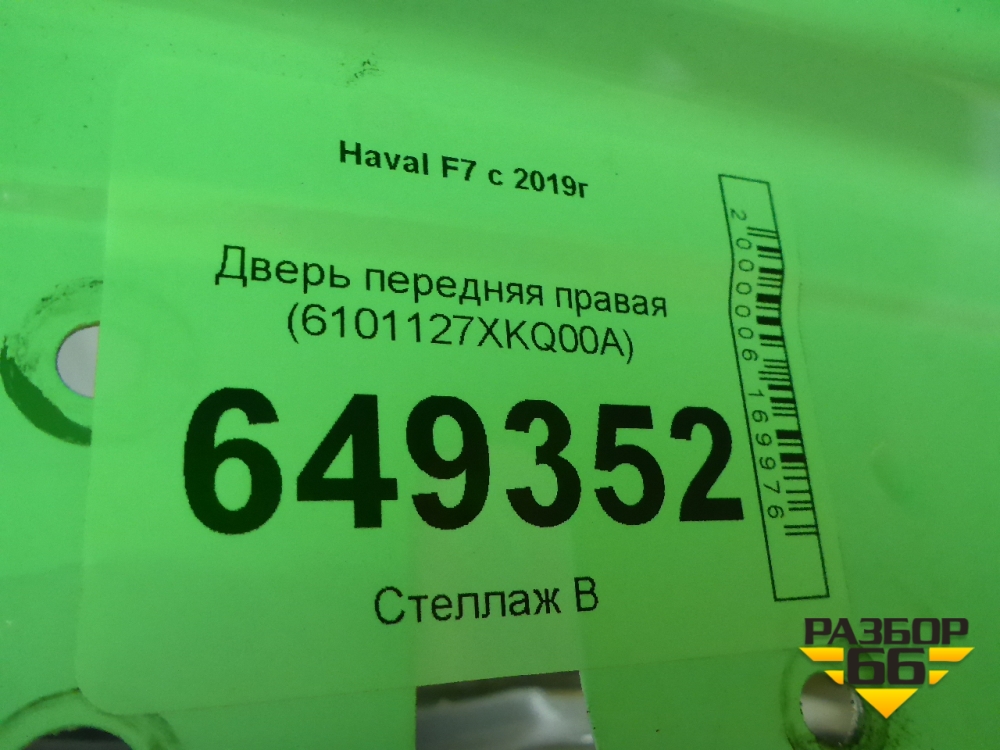 Haval F7 с 2019г
Дверь передняя правая
(6101127XKQ00A)
649352
Стеллаж В
2000006169976
РАЗБОР
66